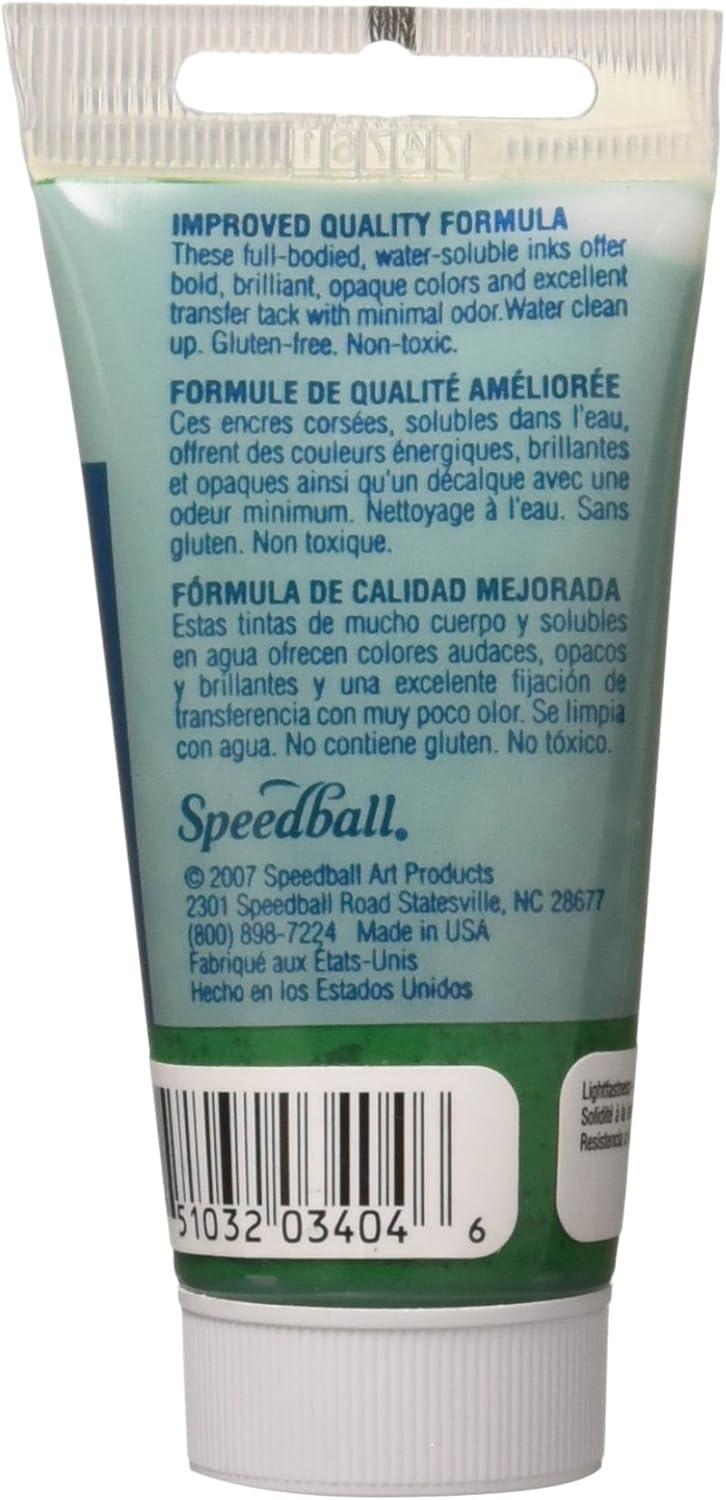 IMPROVED QUALITY FORMULA
These full-bodied, water-soluble inks offer
bold, brilliant, opaque colors and excellent
transfer tack with minimal odor. Water clean
up. Gluten-free. Non-toxic.
FORMULE DE QUALITÉ AMÉLIORÉE
Ces encres corsées, solubles dans l'eau,
offrent des couleurs énergiques, brillantes
et opaques ainsi qu'un décalque avec une
odeur minimum. Nettoyage à l'eau. Sans
gluten. Non toxique.
FÓRMULA DE CALIDAD MEJORADA
Estas tintas de mucho cuerpo y solubles
en agua ofrecen colores audaces, opacos
y brillantes y una excelente fijación de
transferencia con muy poco olor. Se limpia
con agua. No contiene gluten. No tóxico.
Speedball®
© 2007 Speedball Art Products
2301 Speedball Road Statesville, NC 28677
(800) 898-7224 Made in USA
Fabriqué aux États-Unis
Hecho en los Estados Unidos
51032 03404 6
Lightfastness
Solidité à la
Resistencia a